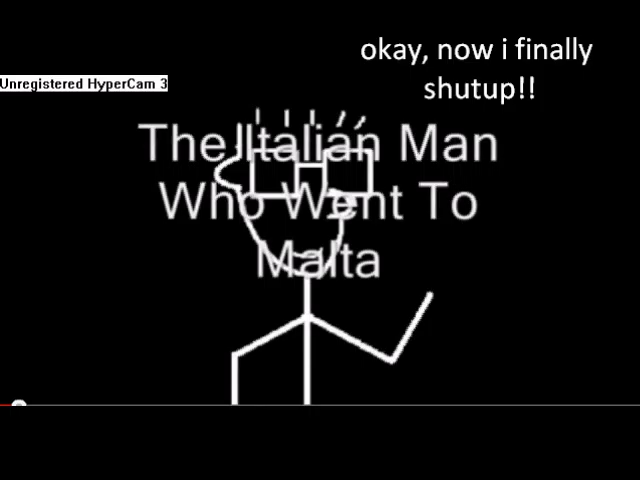 okay, now i finally
shutup!!
Unregistered HyperCam 3
The Italian Man
Who Went To
Malta